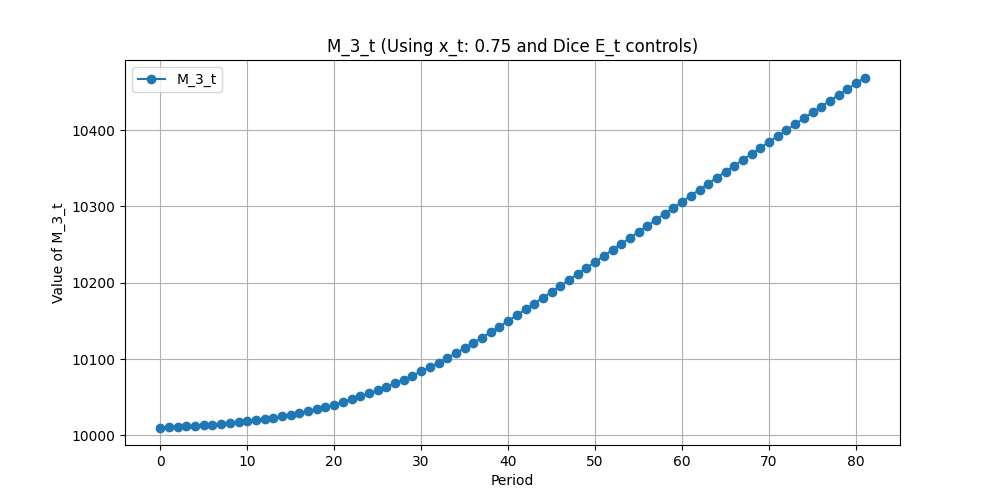 M_3_t (Using x_t: 0.75 and Dice E_t controls)
M_3_t
Value of M_3_t
10400
10300
10200
10100
10000
0 10 20 30 40 50 60 70 80
Period